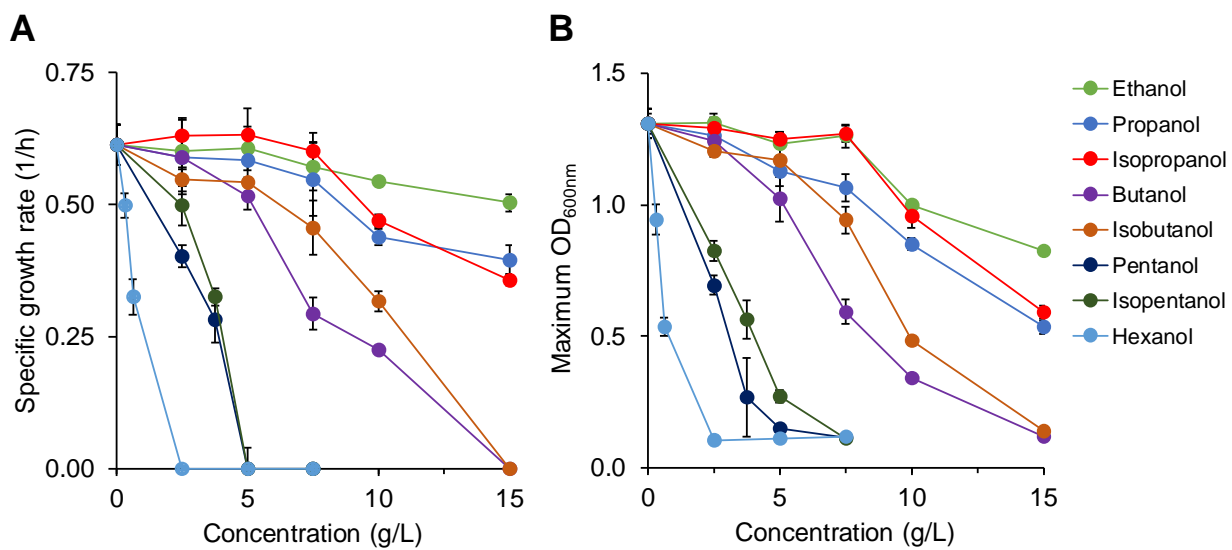 A
Specific growth rate (1/h)
0.75
0.50
0.25
0.00
0
5
10
15
Concentration (g/L)
B
Maximum OD600nm
1.5
1.0
0.5
0.0
0
5
10
15
Concentration (g/L)
Ethanol
Propanol
Isopropanol
Butanol
Isobutanol
Pentanol
Isopentanol
Hexanol